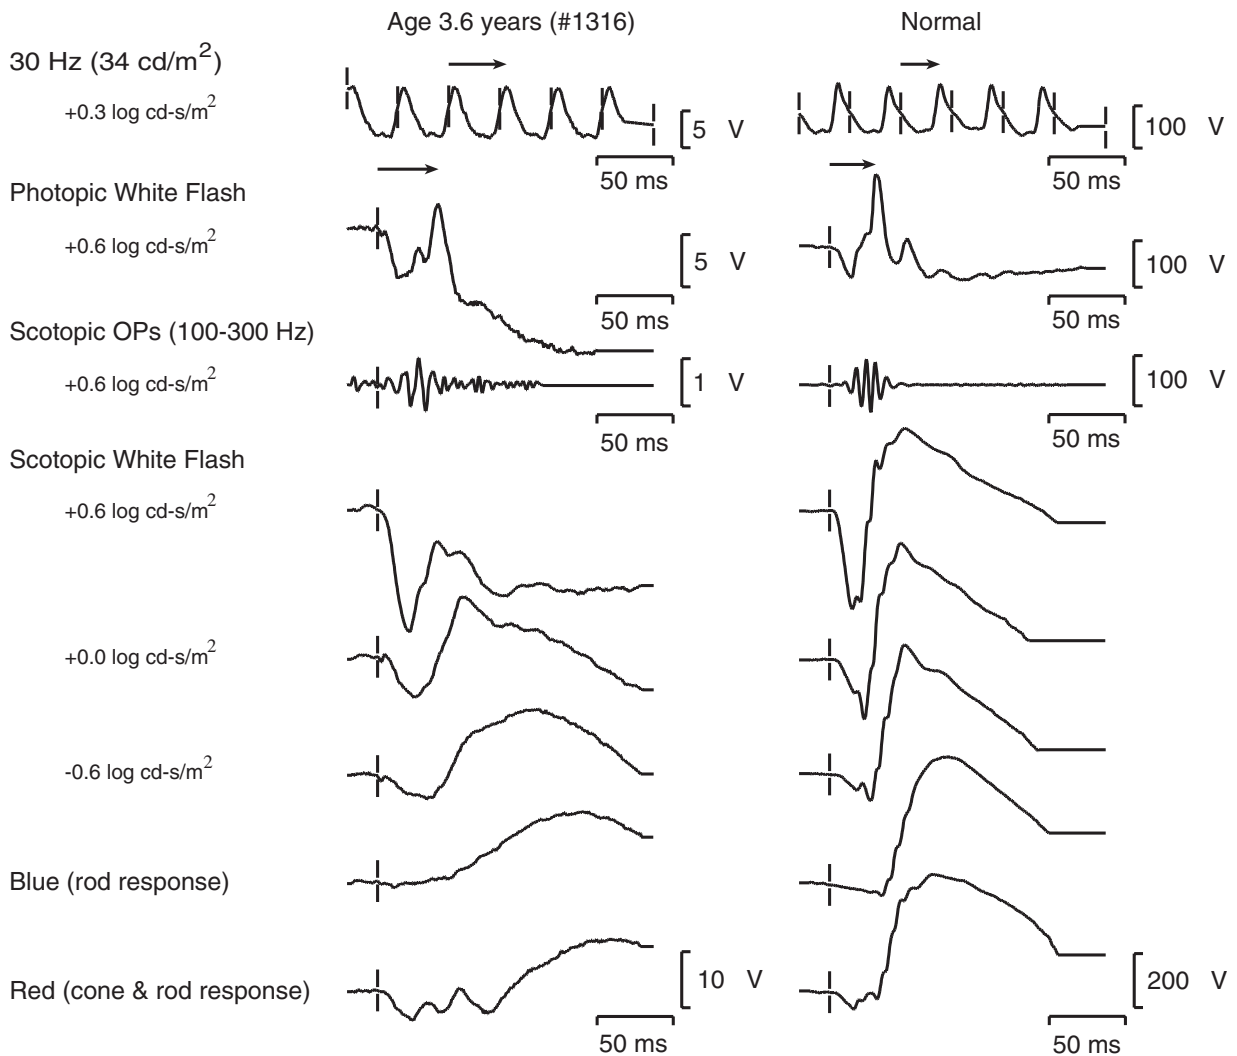 Age 3.6 years (#1316) Normal
30 Hz (34 cd/m²)
+0.3 log cd-s/m²
5 V 100 V
50 ms 50 ms
Photopic White Flash
+0.6 log cd-s/m²
5 V 100 V
50 ms 50 ms
Scotopic OPs (100-300 Hz)
+0.6 log cd-s/m²
1 V 100 V
50 ms 50 ms
Scotopic White Flash
+0.6 log cd-s/m²
+0.0 log cd-s/m²
-0.6 log cd-s/m²
Blue (rod response)
Red (cone & rod response)
10 V 200 V
50 ms 50 ms